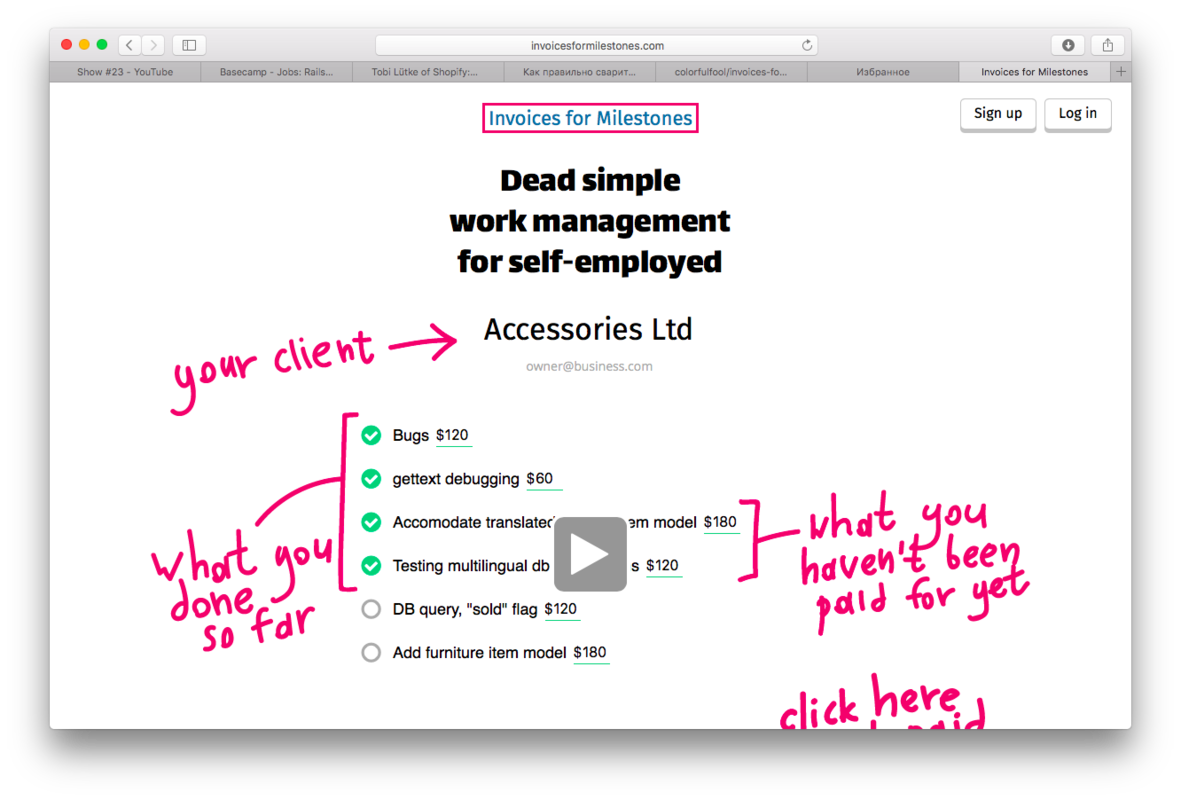 invoicesformilestones.com
Show #23 - YouTube
Basecamp - Jobs: Rails...
Tobi Lütke of Shopify:...
Как правильно сварит...
colorfulfool/invoices-fo...
Избранное
Invoices for Milestones
Invoices for Milestones
Sign up
Log in
Dead simple
work management
for self-employed
your client
Accessories Ltd
owner@business.com
Bugs $120
gettext debugging $60
Accomodate translated em model $180
Testing multilingual db s $120
DB query, "sold" flag $120
Add furniture item model $180
what you
done
so far
what you
haven't been
paid for yet
click here
paid